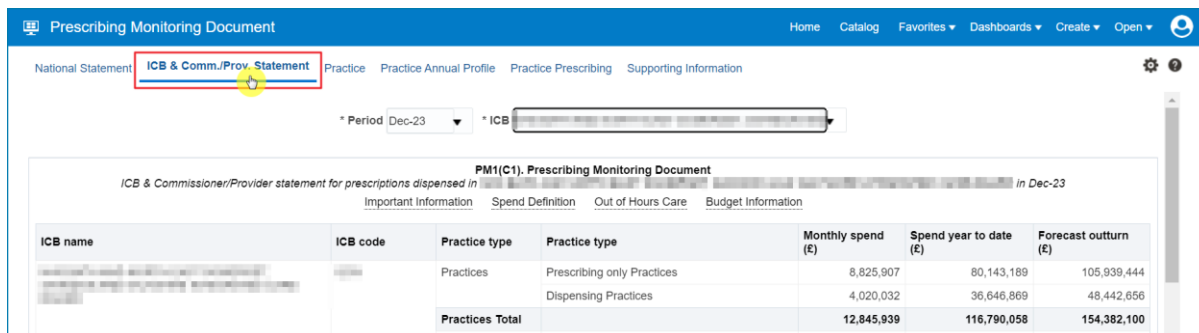 Prescribing Monitoring Document
Home Catalog Favorites Dashboards Create Open
National Statement ICB & Comm./Prov. Statement Practice Practice Annual Profile Practice Prescribing Supporting Information
* Period Dec-23 * ICB
PM1(C1). Prescribing Monitoring Document
ICB & Commissioner/Provider statement for prescriptions dispensed in in Dec-23
Important Information Spend Definition Out of Hours Care Budget Information
ICB name ICB code Practice type Practice type Monthly spend (£) Spend year to date (£) Forecast outturn (£)
Practices Prescribing only Practices 8,825,907 80,143,189 105,939,444
Dispensing Practices 4,020,032 36,646,869 48,442,656
Practices Total 12,845,939 116,790,058 154,382,100